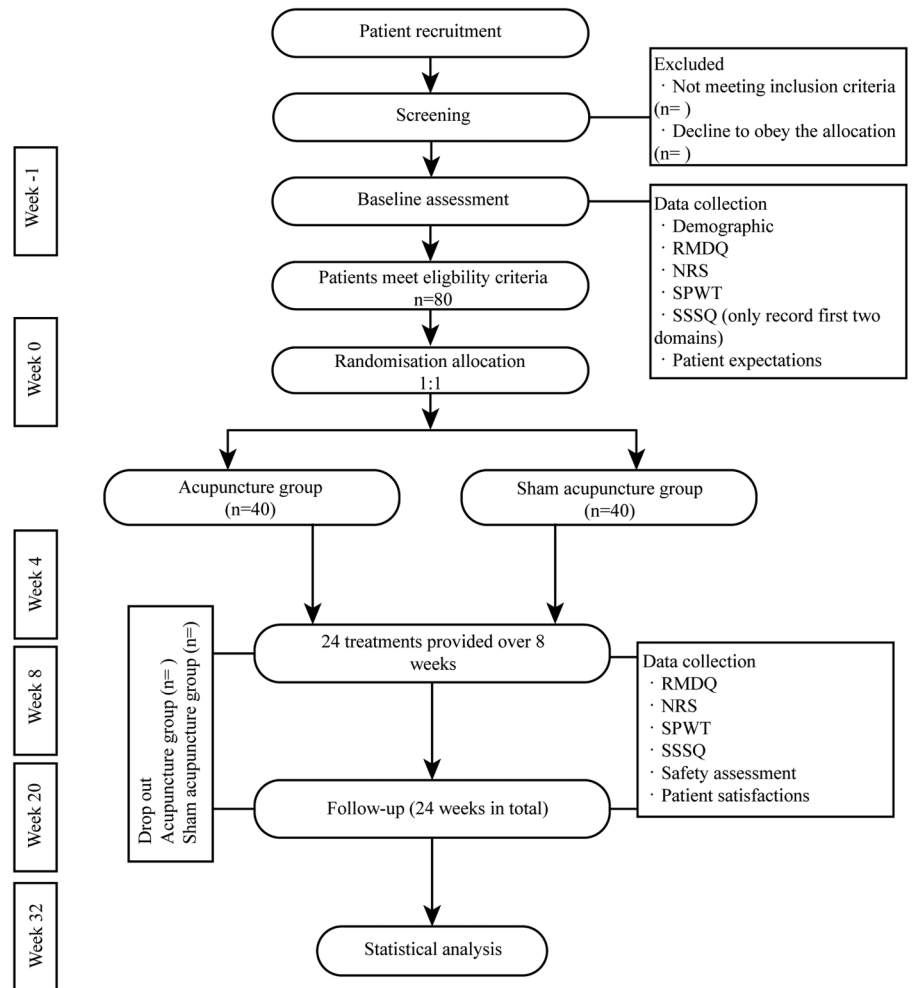 Patient recruitment
Screening
Excluded
· Not meeting inclusion criteria
(n= )
· Decline to obey the allocation
(n= )
Week -1
Baseline assessment
Data collection
· Demographic
· RMDQ
· NRS
· SPWT
· SSSQ (only record first two
domains)
· Patient expectations
Patients meet eligbility criteria
n=80
Week 0
Randomisation allocation
1:1
Acupuncture group
(n=40)
Sham acupuncture group
(n=40)
Week 4
24 treatments provided over 8
weeks
Week 8
Drop out
Acupuncture group (n= )
Sham acupuncture group (n=)
Data collection
· RMDQ
· NRS
· SPWT
· SSSQ
· Safety assessment
· Patient satisfactions
Week 20
Follow-up (24 weeks in total)
Week 32
Statistical analysis